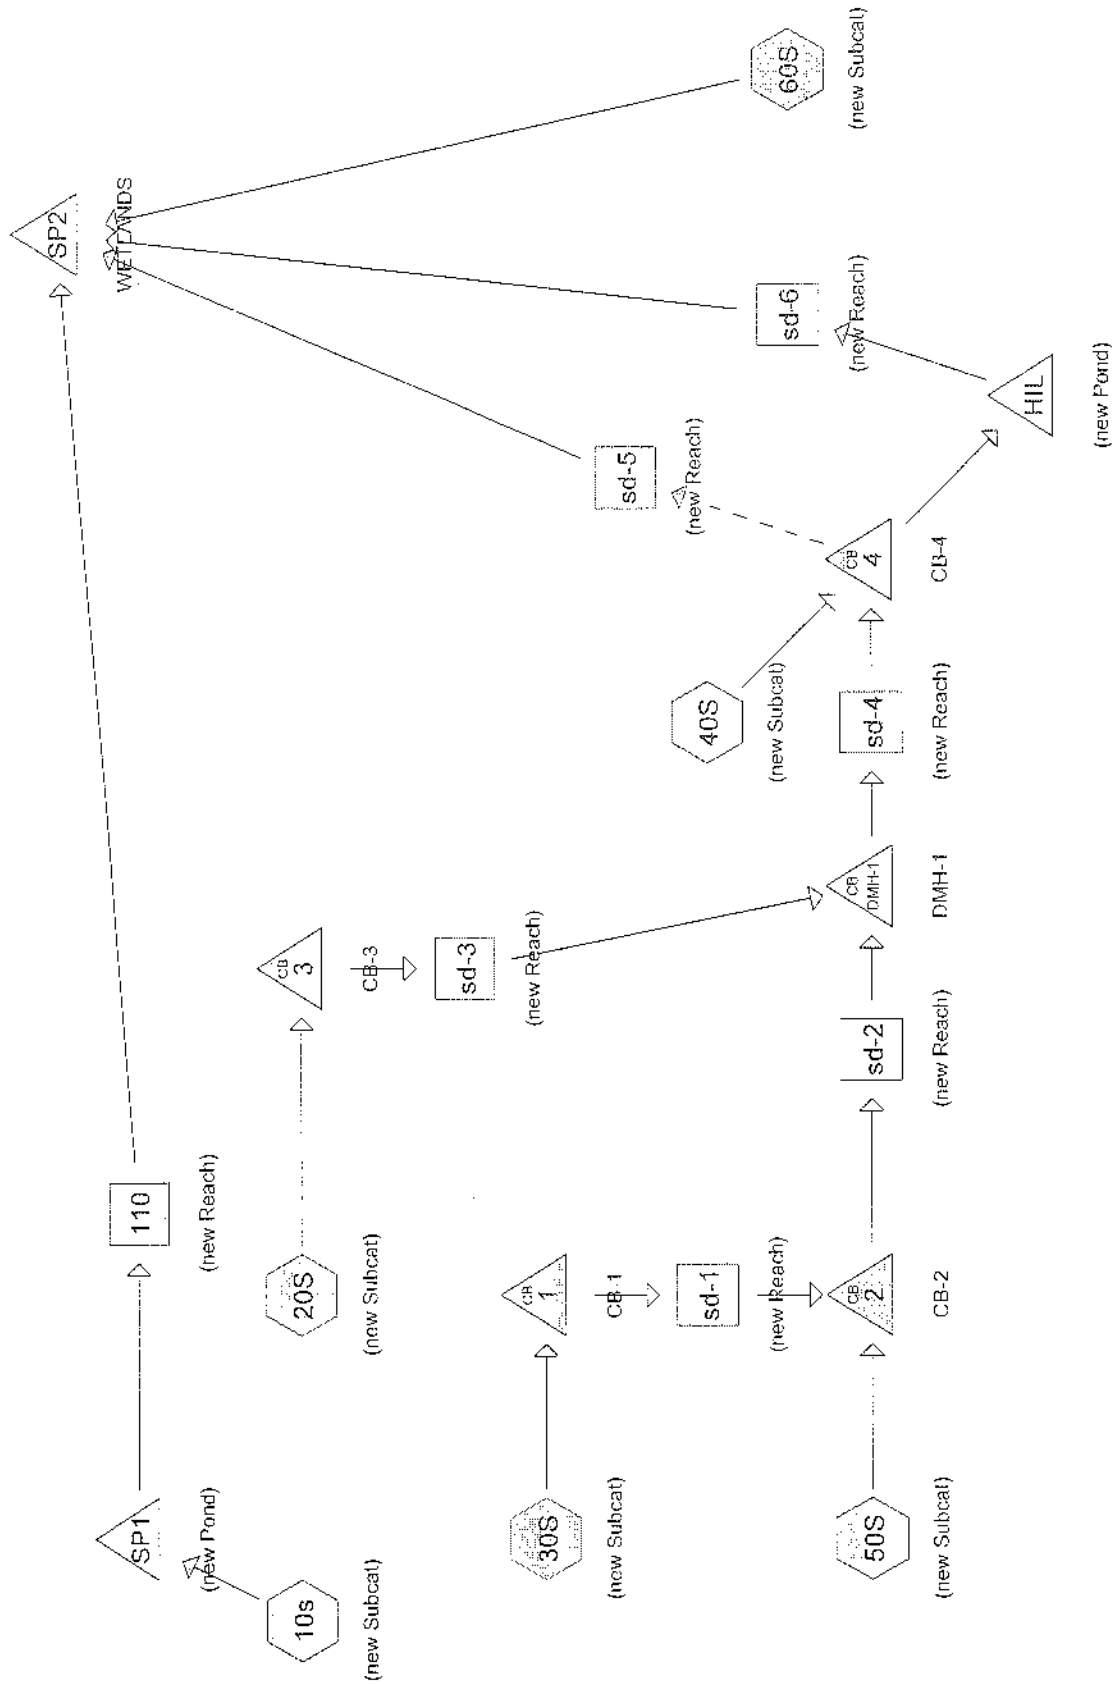 SP2
WETLANDS
SP1
110
(new Pond)
(new Reach)
10s
20S
CB
3
(new Subcat)
(new Subcat)
CB-3
sd-3
(new Reach)
30S
CB
1
(new Subcat)
CB-1
sd-5
(new Reach)
sd-1
40S
(new Reach)
(new Subcat)
sd-6
60S
(new Reach)
(new Subcat)
50S
CB
2
sd-2
CB
DMH-1
sd-4
CB
4
(new Subcat)
CB-2
(new Reach)
DMH-1
(new Reach)
CB-4
HIL
(new Pond)